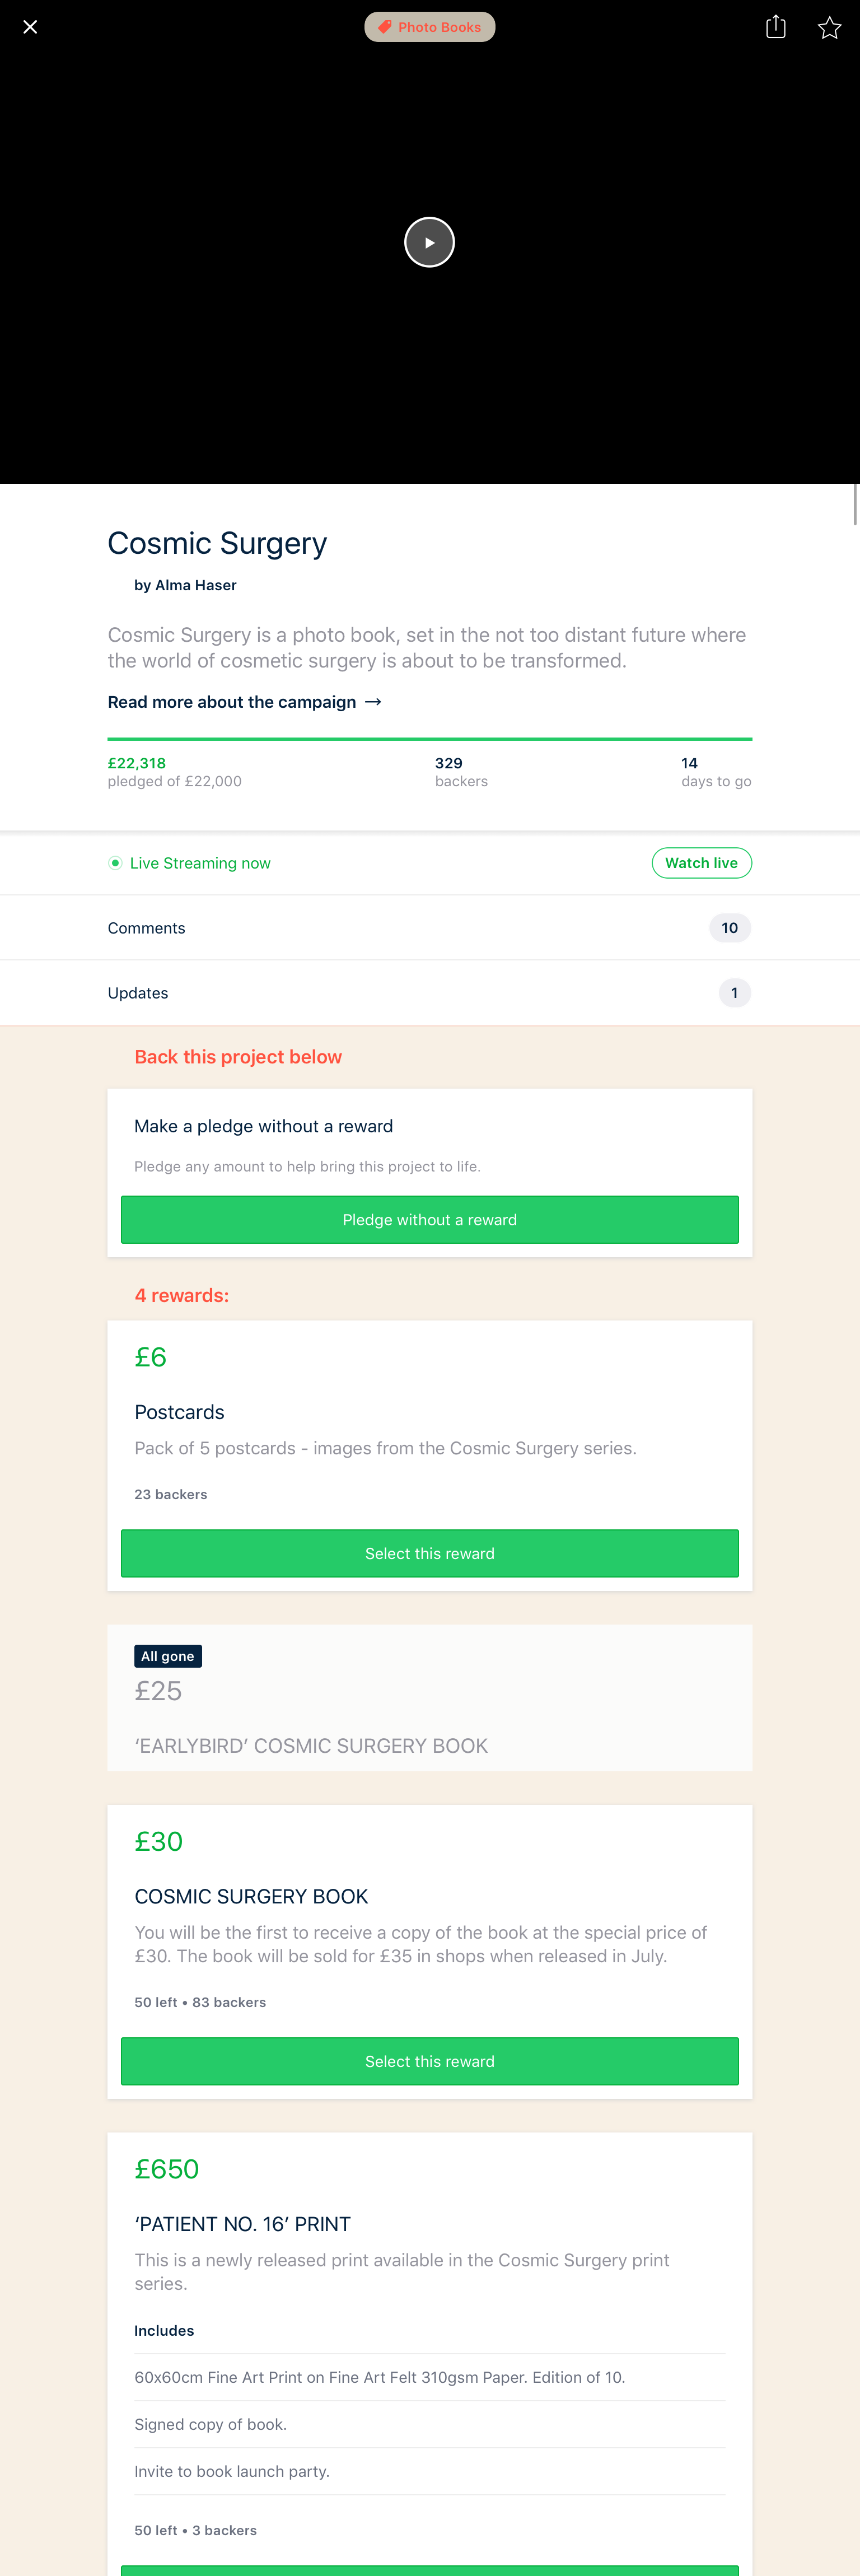 Photo Books
Cosmic Surgery
by Alma Haser
Cosmic Surgery is a photo book, set in the not too distant future where
the world of cosmetic surgery is about to be transformed.
Read more about the campaign →
£22,318
pledged of £22,000
329
backers
14
days to go
Live Streaming now
Watch live
Comments
10
Updates
1
Back this project below
Make a pledge without a reward
Pledge any amount to help bring this project to life.
Pledge without a reward
4 rewards:
£6
Postcards
Pack of 5 postcards - images from the Cosmic Surgery series.
23 backers
Select this reward
All gone
£25
‘EARLYBIRD’ COSMIC SURGERY BOOK
£30
COSMIC SURGERY BOOK
You will be the first to receive a copy of the book at the special price of
£30. The book will be sold for £35 in shops when released in July.
50 left • 83 backers
Select this reward
£650
‘PATIENT NO. 16’ PRINT
This is a newly released print available in the Cosmic Surgery print
series.
Includes
60x60cm Fine Art Print on Fine Art Felt 310gsm Paper. Edition of 10.
Signed copy of book.
Invite to book launch party.
50 left • 3 backers